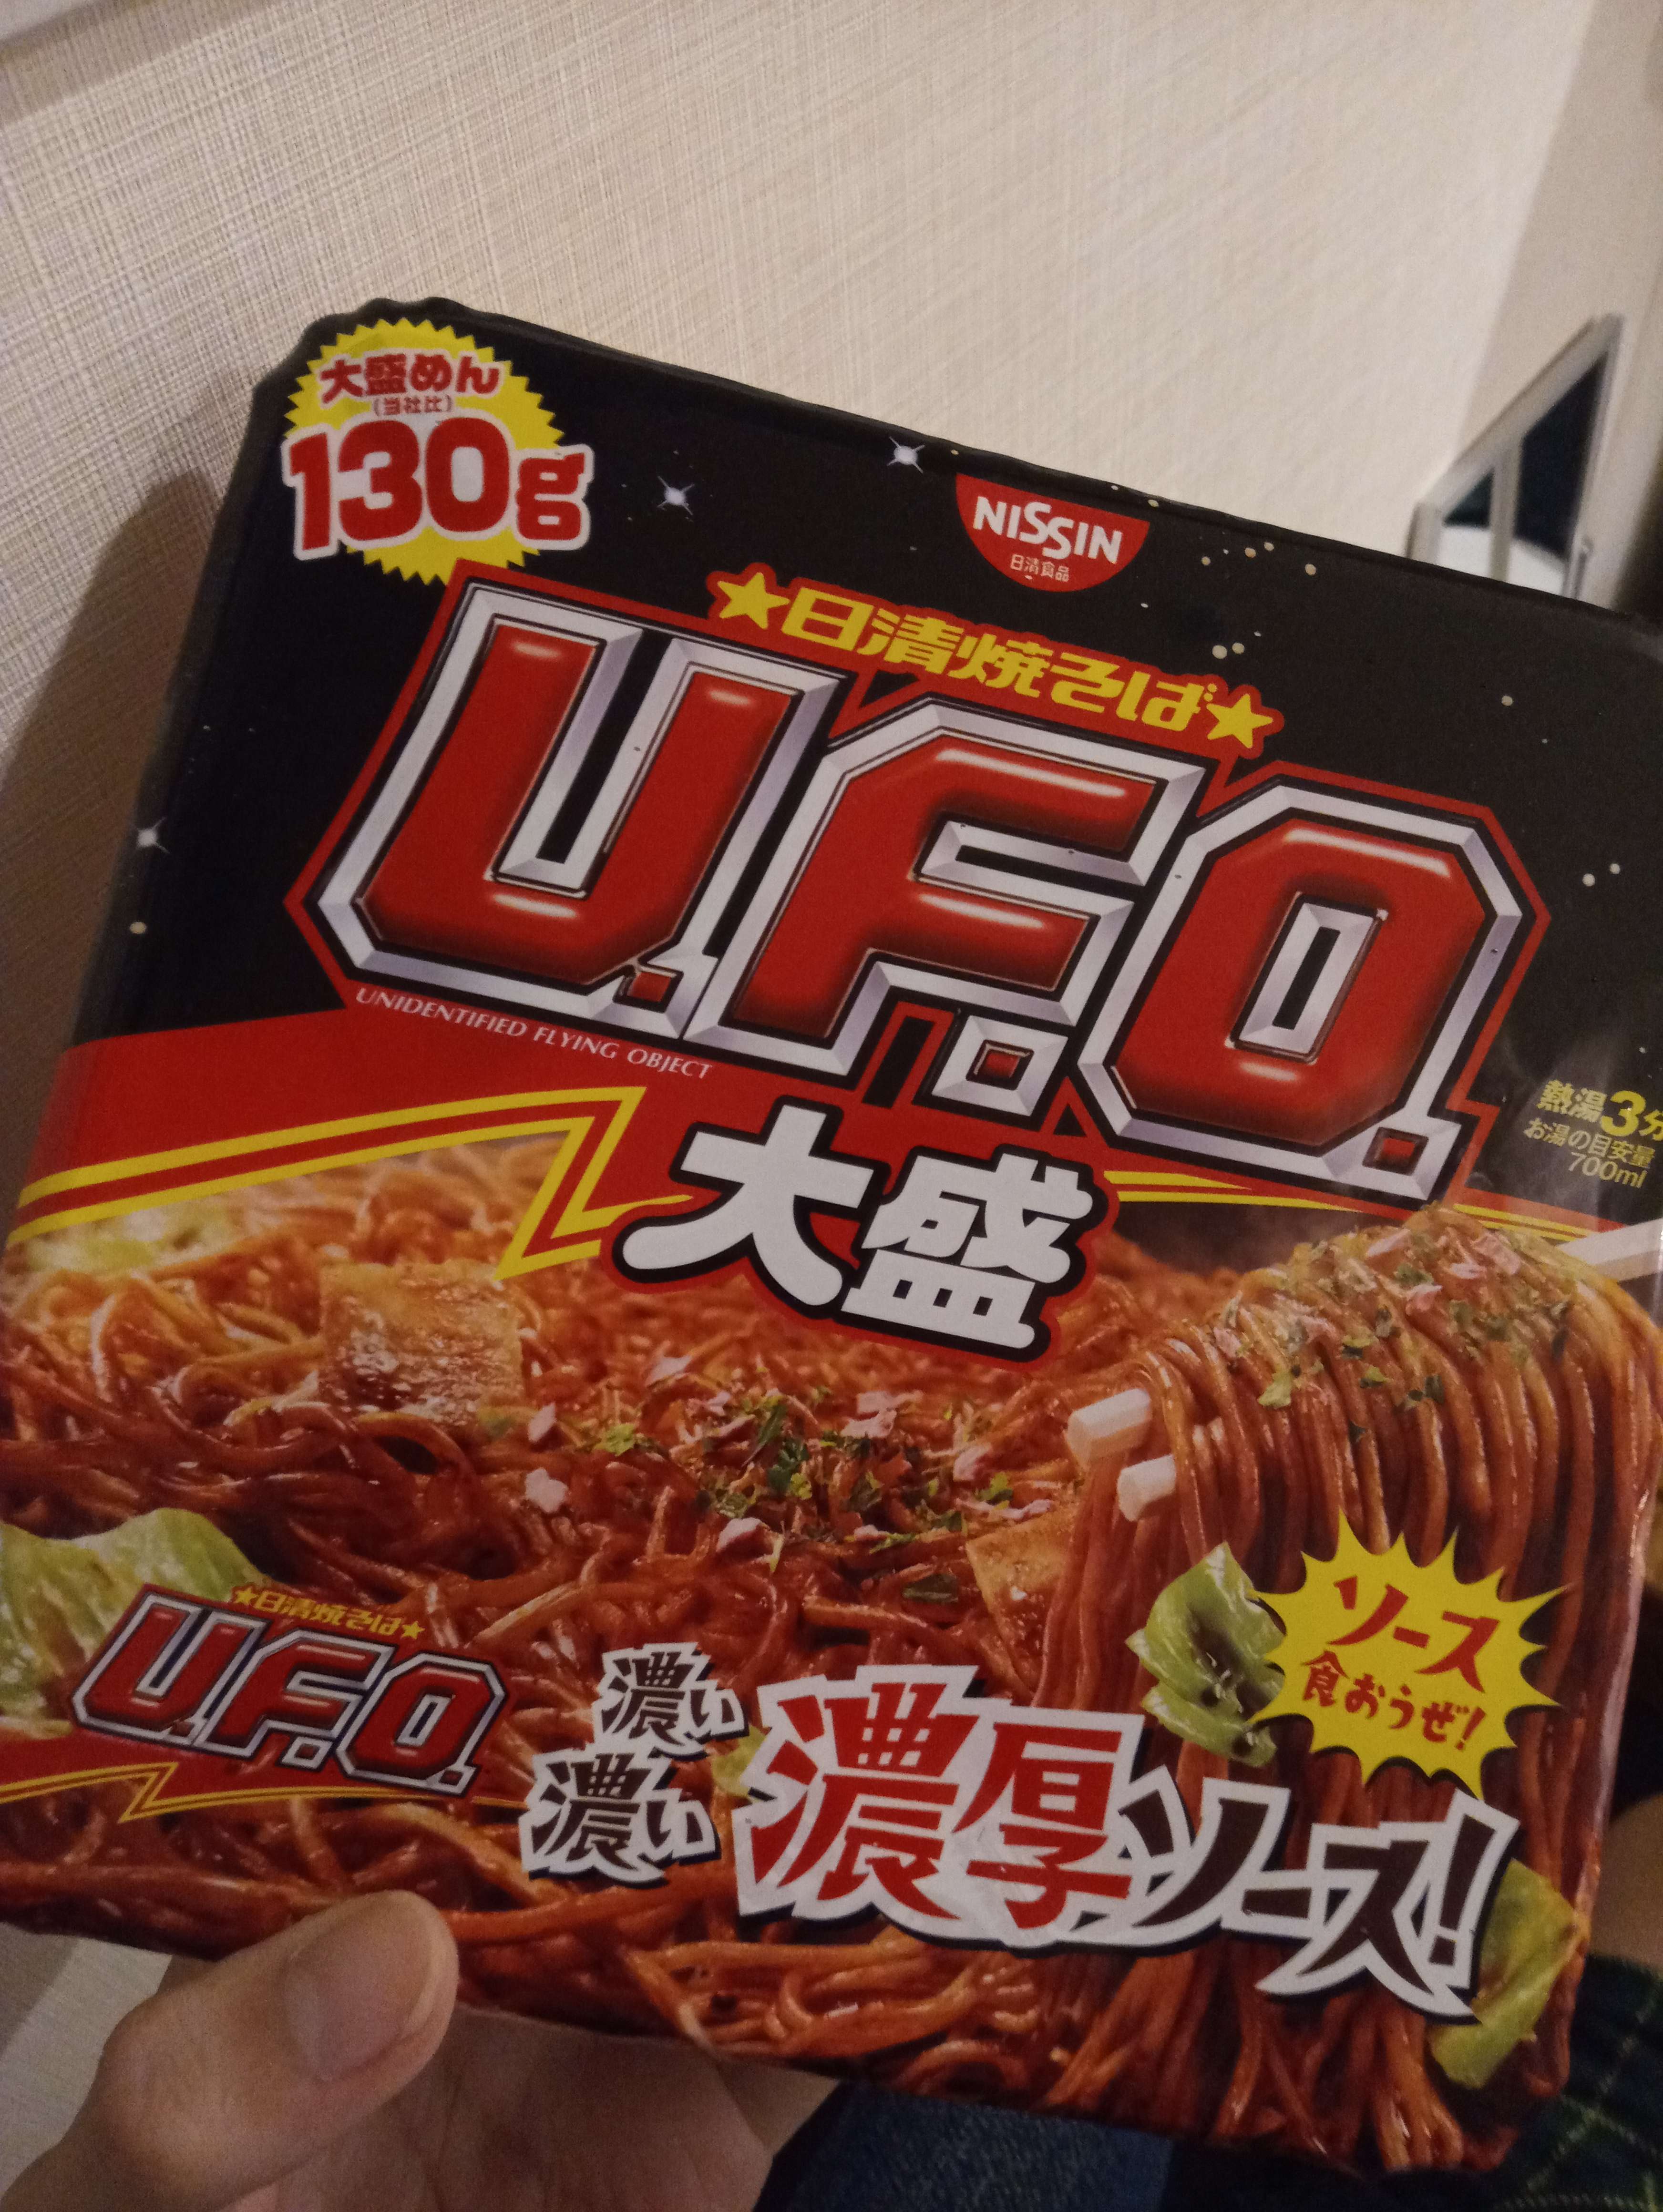 大盛めん
(当社比)
130g
NISSIN
日清食品
★日清焼そば★
U.F.O.
UNIDENTIFIED FLYING OBJECT
大盛
熱湯3分
お湯の目安量
700ml
ソース
食おうぜ!
★日清焼そば★
U.F.O.
濃い
濃い
濃厚ソース!